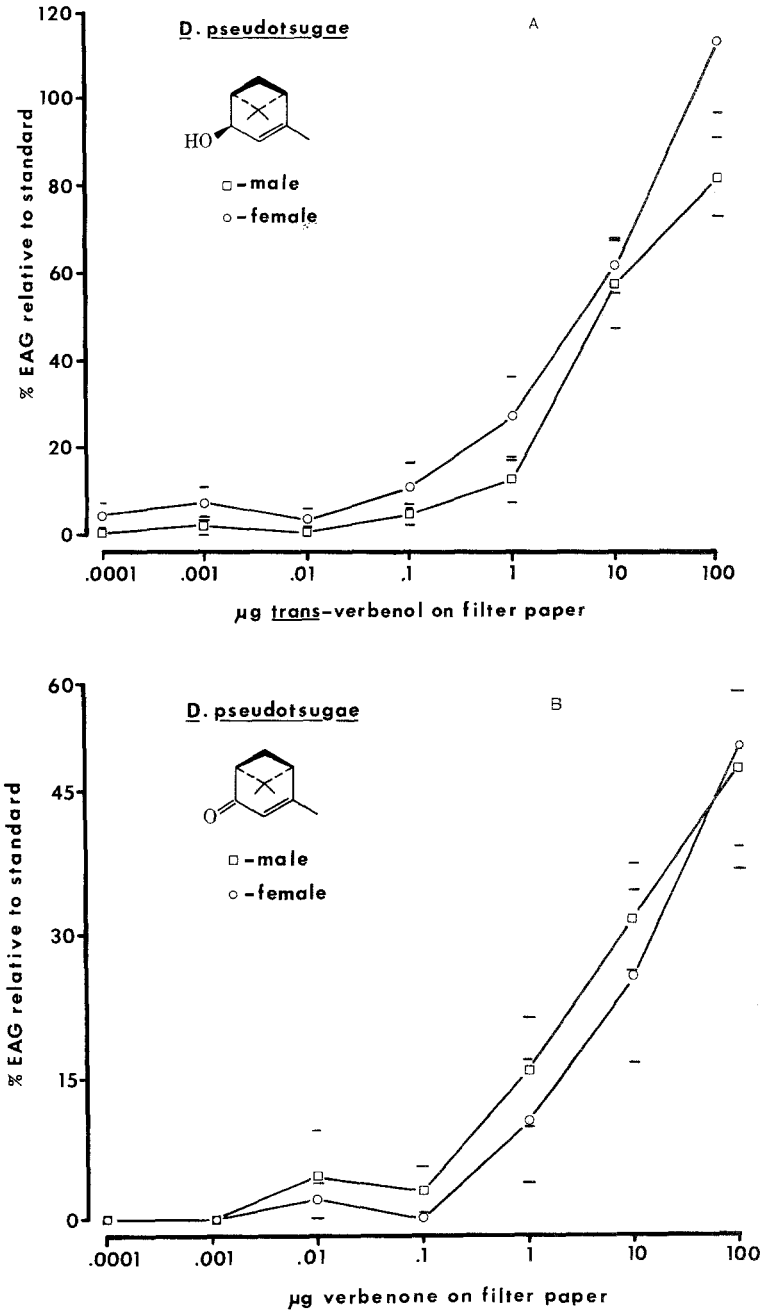 120
D. pseudotsugae
A
100
HO
80
□-male
○-female
60
40
20
0
% EAG relative to standard
.0001 .001 .01 .1 1 10 100
µg trans-verbenol on filter paper
60
D. pseudotsugae
B
45
O
□-male
○-female
30
15
0
% EAG relative to standard
.0001 .001 .01 .1 1 10 100
µg verbenone on filter paper